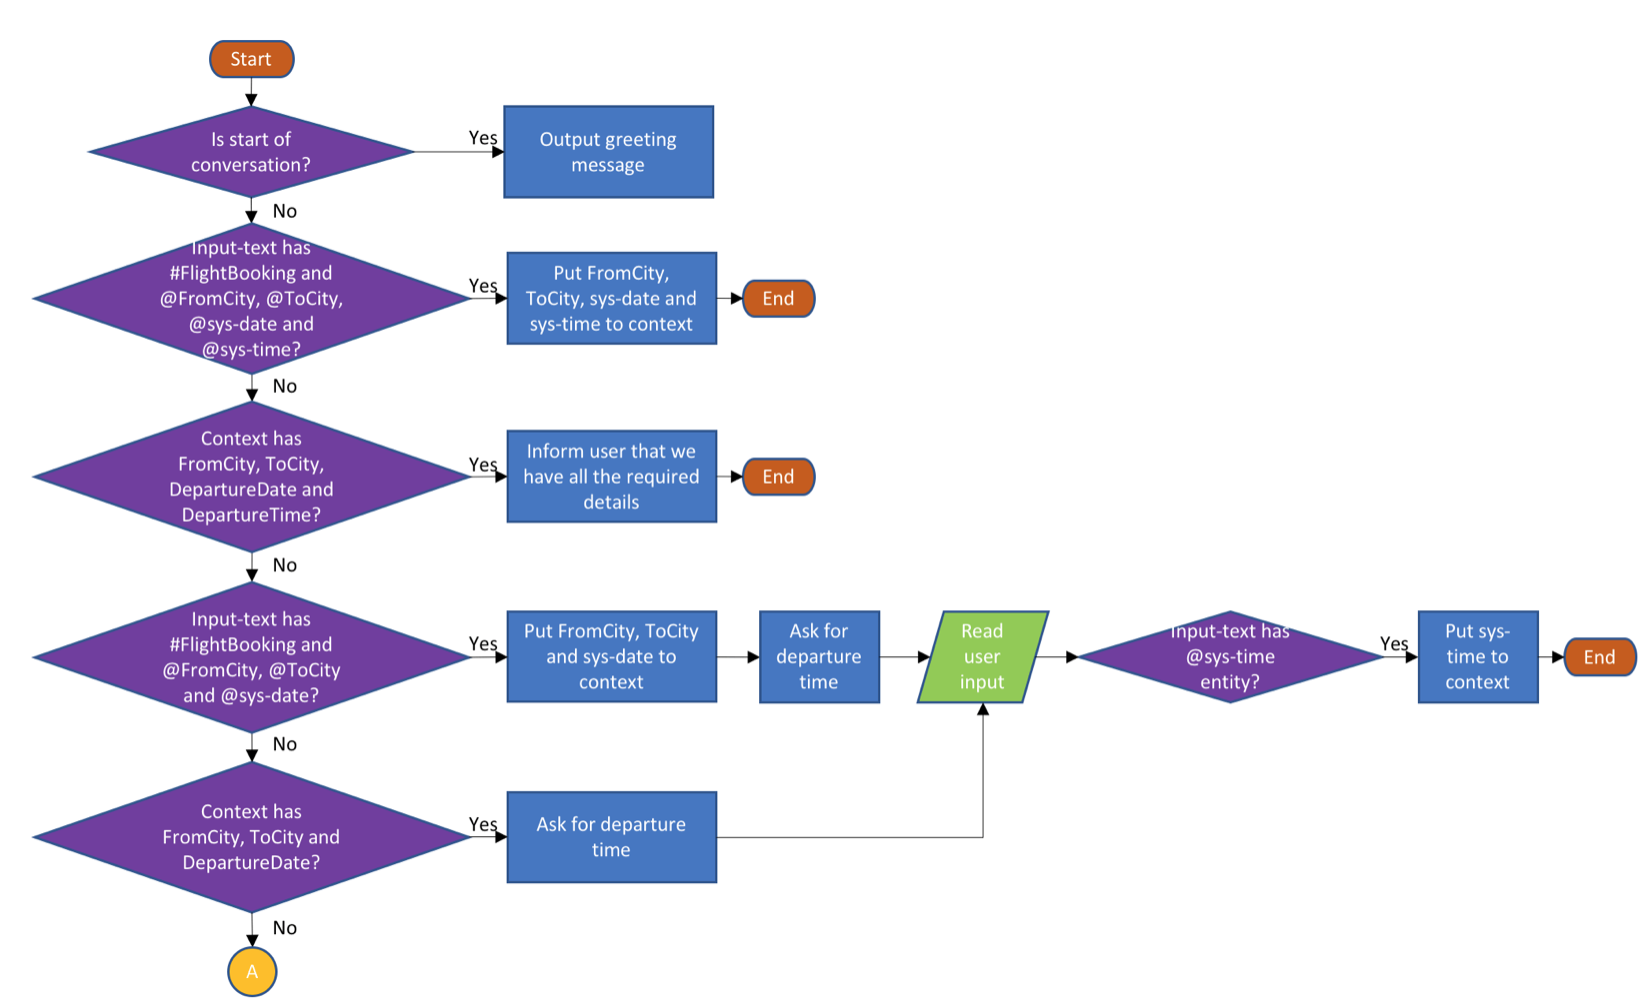 Start
Is start of
conversation?
Yes
Output greeting
message
No
Input-text has
#FlightBooking and
@FromCity, @ToCity,
@sys-date and
@sys-time?
Yes
Put FromCity,
ToCity, sys-date and
sys-time to context
End
No
Context has
FromCity, ToCity,
DepartureDate and
DepartureTime?
Yes
Inform user that we
have all the required
details
End
No
Input-text has
#FlightBooking and
@FromCity, @ToCity
and @sys-date?
Yes
Put FromCity, ToCity
and sys-date to
context
Ask for
departure
time
Read
user
input
Input-text has
@sys-time
entity?
Yes
Put sys-
time to
context
End
No
Context has
FromCity, ToCity and
DepartureDate?
Yes
Ask for departure
time
No
A